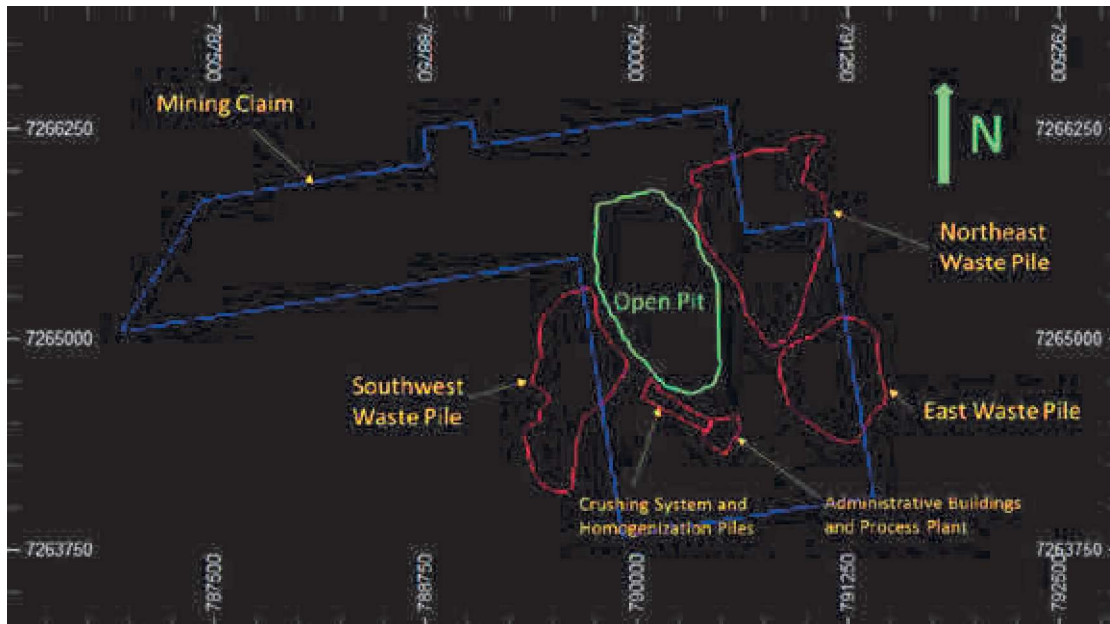 787500
788750
790000
791250
792500
Mining Claim
7266250
7266250
N
Northeast
Waste Pile
Open Pit
7265000
7265000
Southwest
Waste Pile
East Waste Pile
Crushing System and
Homogenization Piles
Administrative Buildings
and Process Plant
7263750
7263750
787500
788750
790000
791250
792500